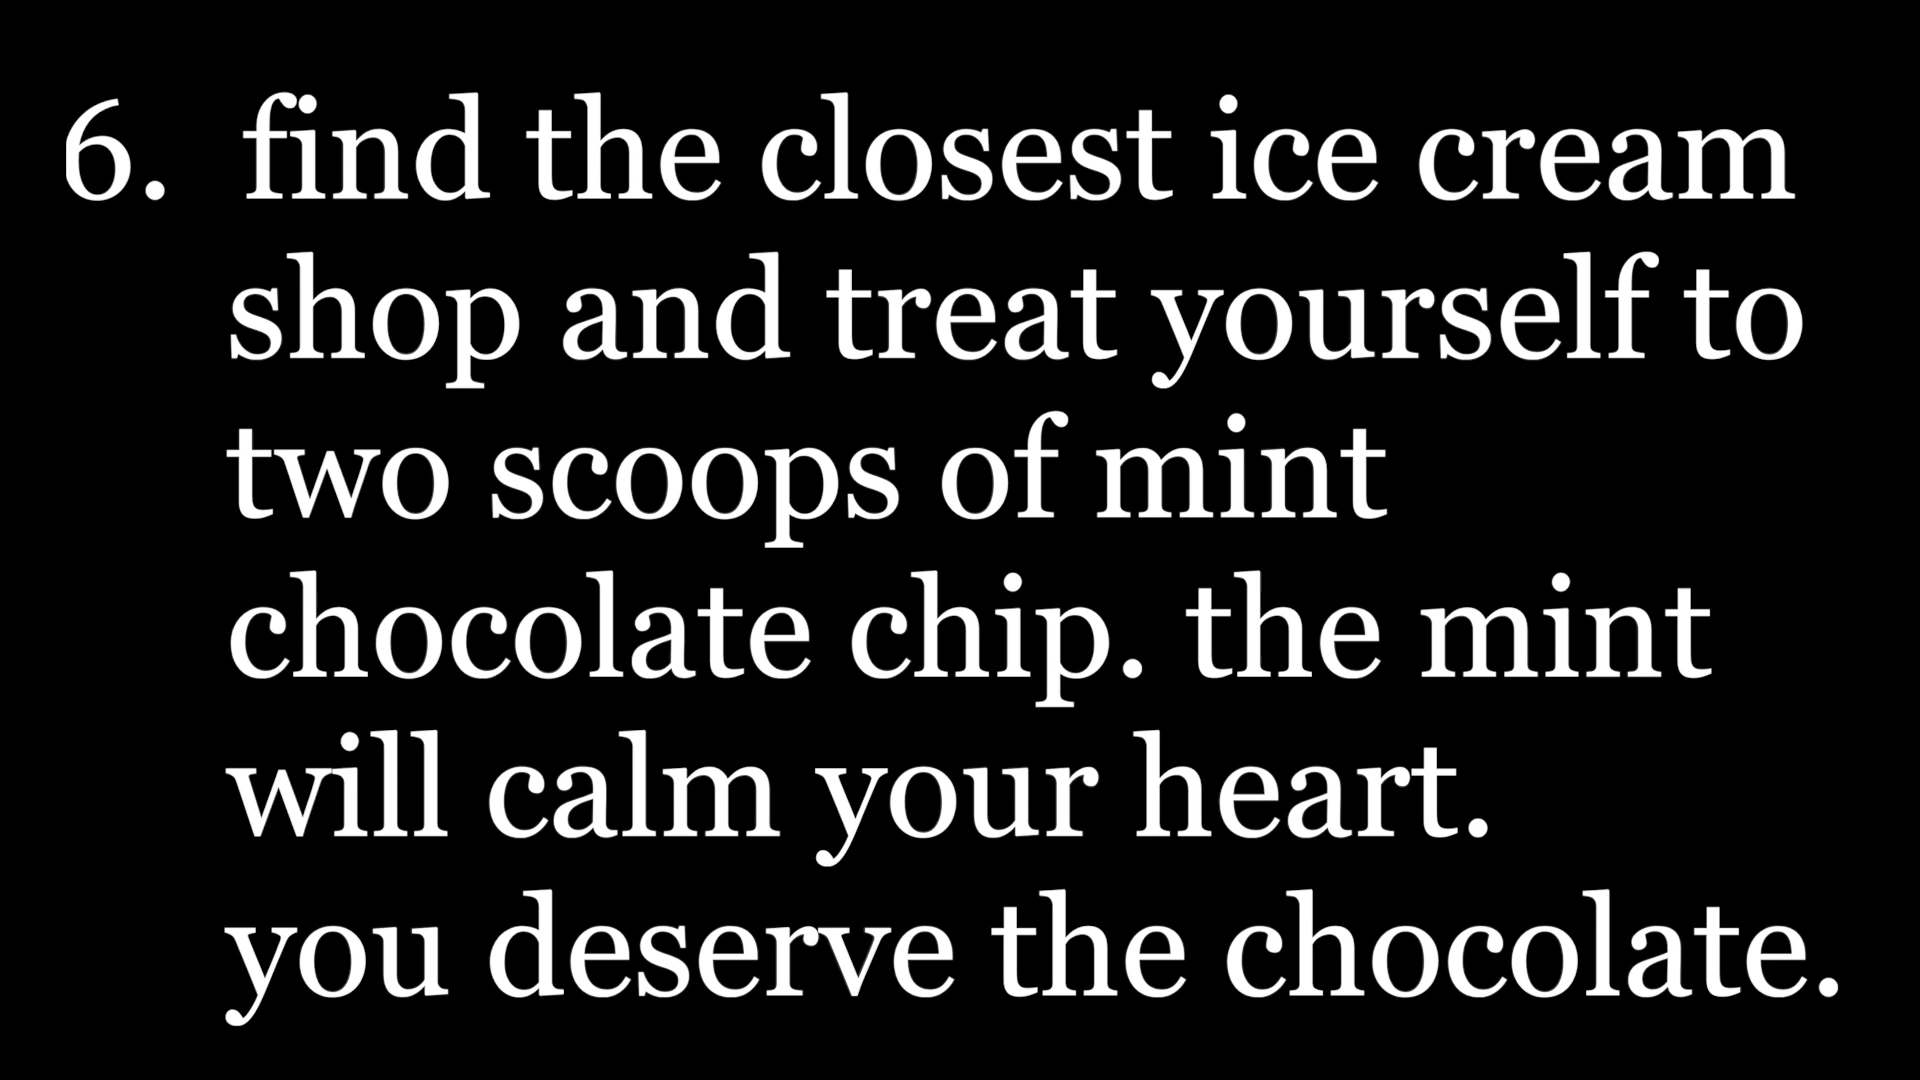 6. find the closest ice cream
shop and treat yourself to
two scoops of mint
chocolate chip. the mint
will calm your heart.
you deserve the chocolate.